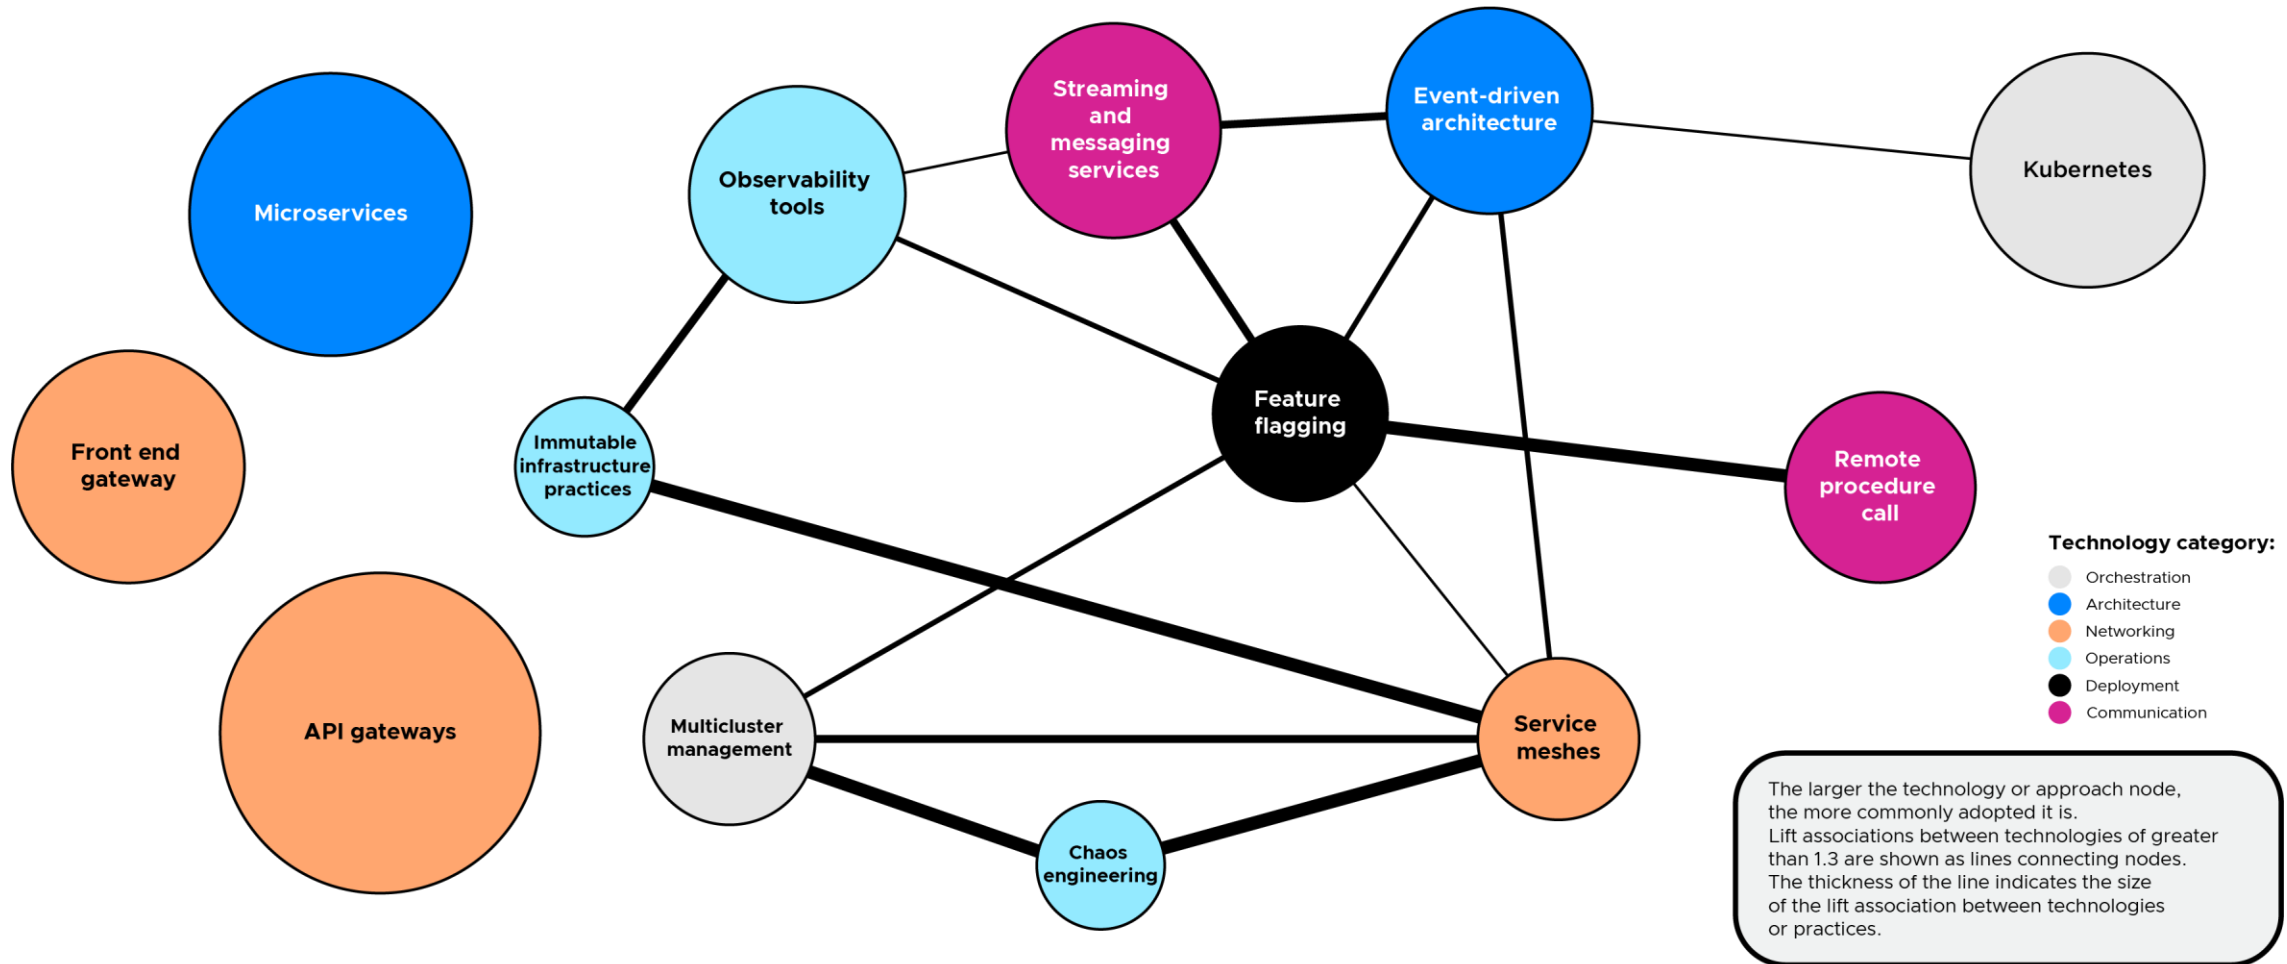 Streaming
and
messaging
services
Event-driven
architecture
Kubernetes
Observability
tools
Microservices
Feature
flagging
Front end
gateway
Immutable
infrastructure
practices
Remote
procedure
call
API gateways
Multicluster
management
Service
meshes
Chaos
engineering
Technology category:
Orchestration
Architecture
Networking
Operations
Deployment
Communication
The larger the technology or approach node,
the more commonly adopted it is.
Lift associations between technologies of greater
than 1.3 are shown as lines connecting nodes.
The thickness of the line indicates the size
of the lift association between technologies
or practices.